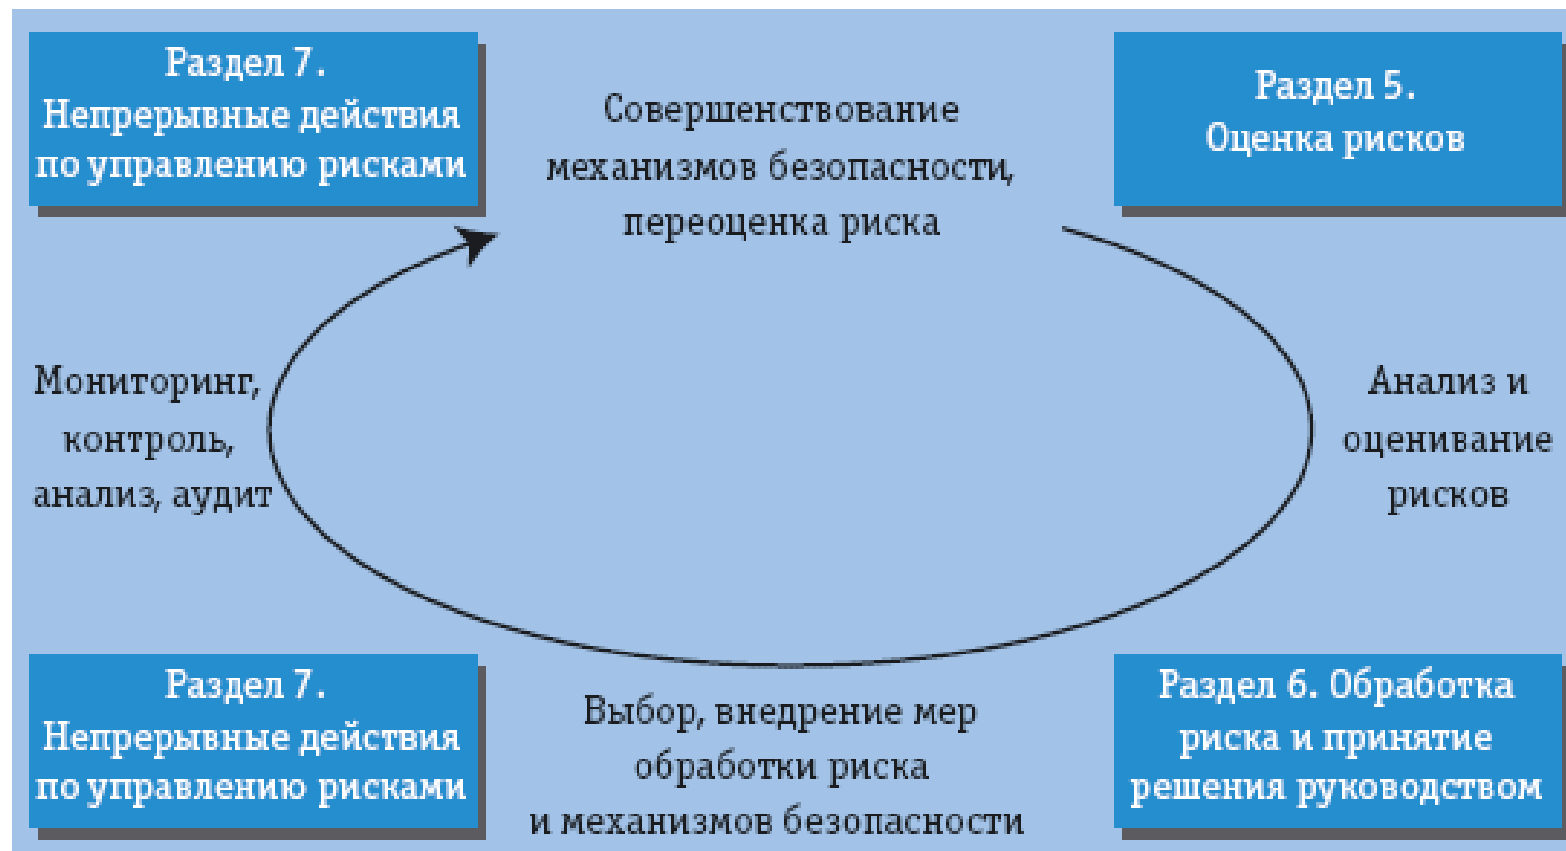 Раздел 7.
Непрерывные действия
по управлению рисками
Совершенствование
механизмов безопасности,
переоценка риска
Раздел 5.
Оценка рисков
Мониторинг,
контроль,
анализ, аудит
Анализ и
оценивание
рисков
Раздел 7.
Непрерывные действия
по управлению рисками
Выбор, внедрение мер
обработки риска
и механизмов безопасности
Раздел 6. Обработка
риска и принятие
решения руководством